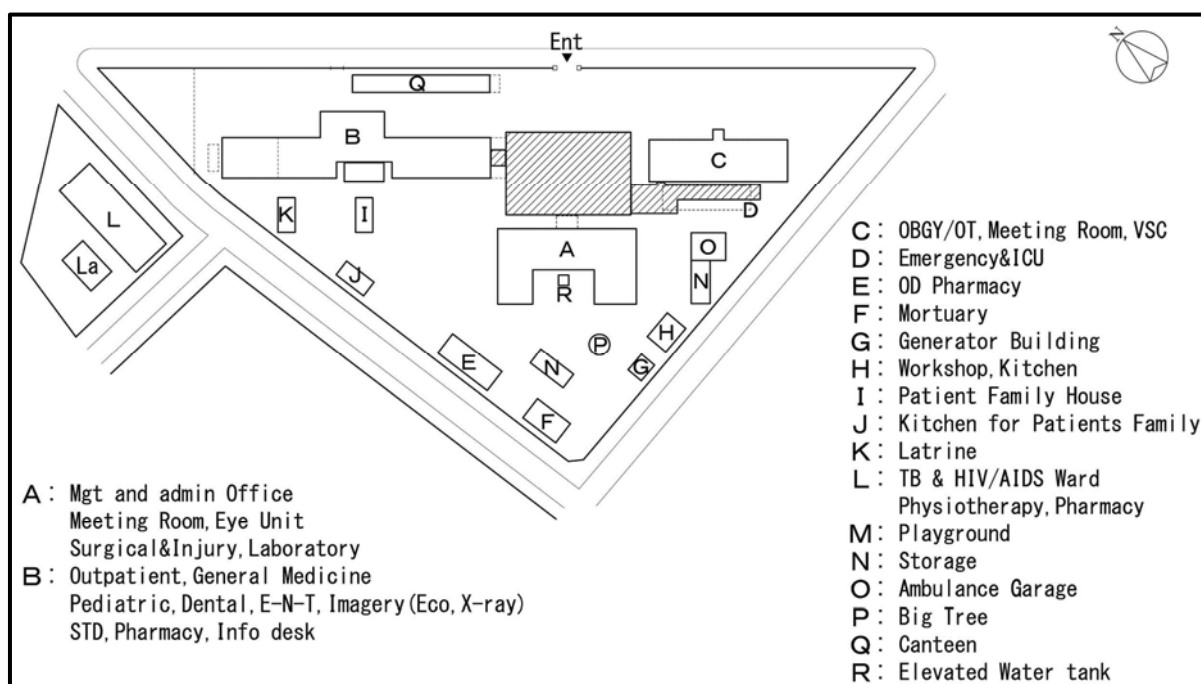 Ent
N
Q
B
C
K
I
L
D
A
O
La
J
R
N
H
P
E
N
G
F
C: OBGY/OT, Meeting Room, VSC
D: Emergency&ICU
E: OD Pharmacy
F: Mortuary
G: Generator Building
H: Workshop, Kitchen
I: Patient Family House
J: Kitchen for Patients Family
K: Latrine
L: TB & HIV/AIDS Ward
Physiotherapy, Pharmacy
M: Playground
N: Storage
O: Ambulance Garage
P: Big Tree
Q: Canteen
R: Elevated Water tank
A: Mgt and admin Office
Meeting Room, Eye Unit
Surgical&Injury, Laboratory
B: Outpatient, General Medicine
Pediatric, Dental, E-N-T, Imagery(Eco, X-ray)
STD, Pharmacy, Info desk